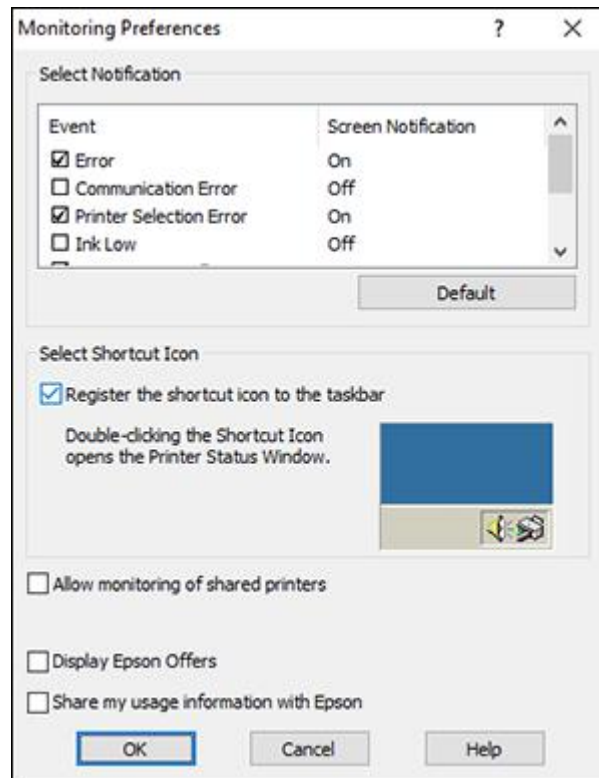 Monitoring Preferences ?
Select Notification
Event Screen Notification
Error On
Communication Error Off
Printer Selection Error On
Ink Low Off
Default
Select Shortcut Icon
Register the shortcut icon to the taskbar
Double-clicking the Shortcut Icon
opens the Printer Status Window.
Allow monitoring of shared printers
Display Epson Offers
Share my usage information with Epson
OK Cancel Help